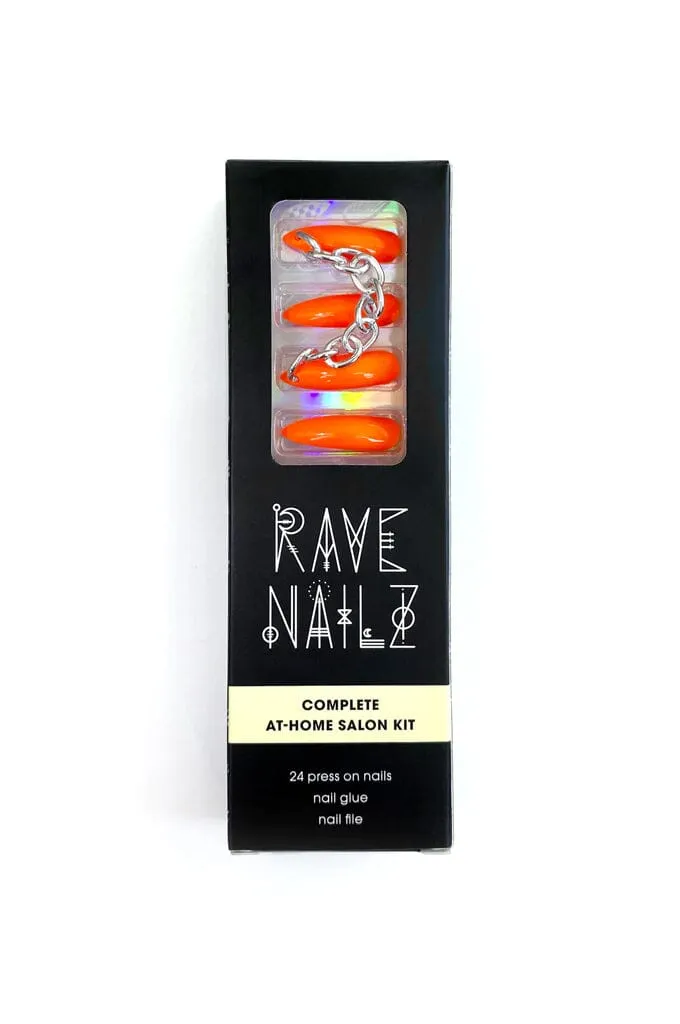 RAVE
NAILZ
COMPLETE
AT-HOME SALON KIT
24 press on nails
nail glue
nail file